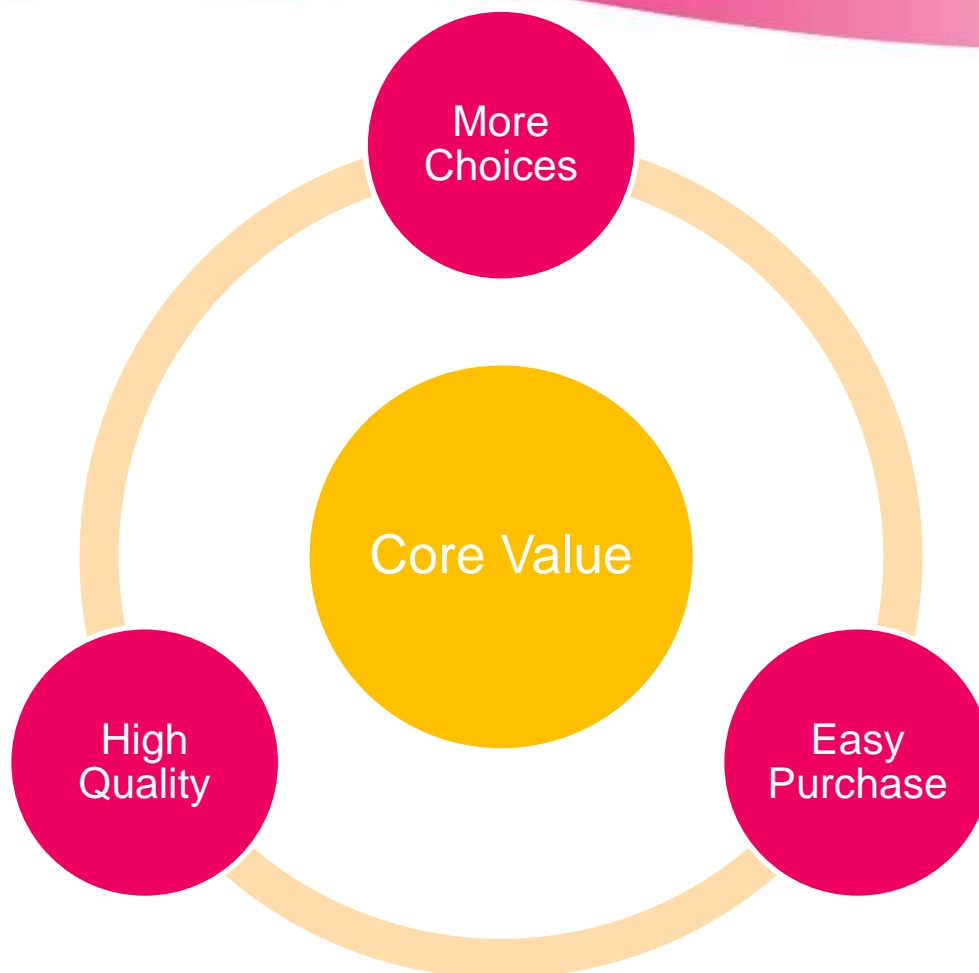 More
Choices
Core Value
High
Quality
Easy
Purchase